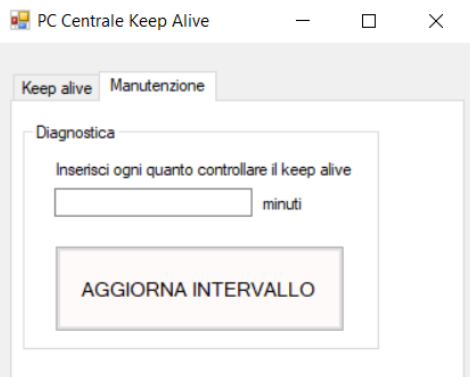 PC Centrale Keep Alive
Keep alive Manutenzione
Diagnostica
Inserisci ogni quanto controllare il keep alive
minuti
AGGIORNA INTERVALLO